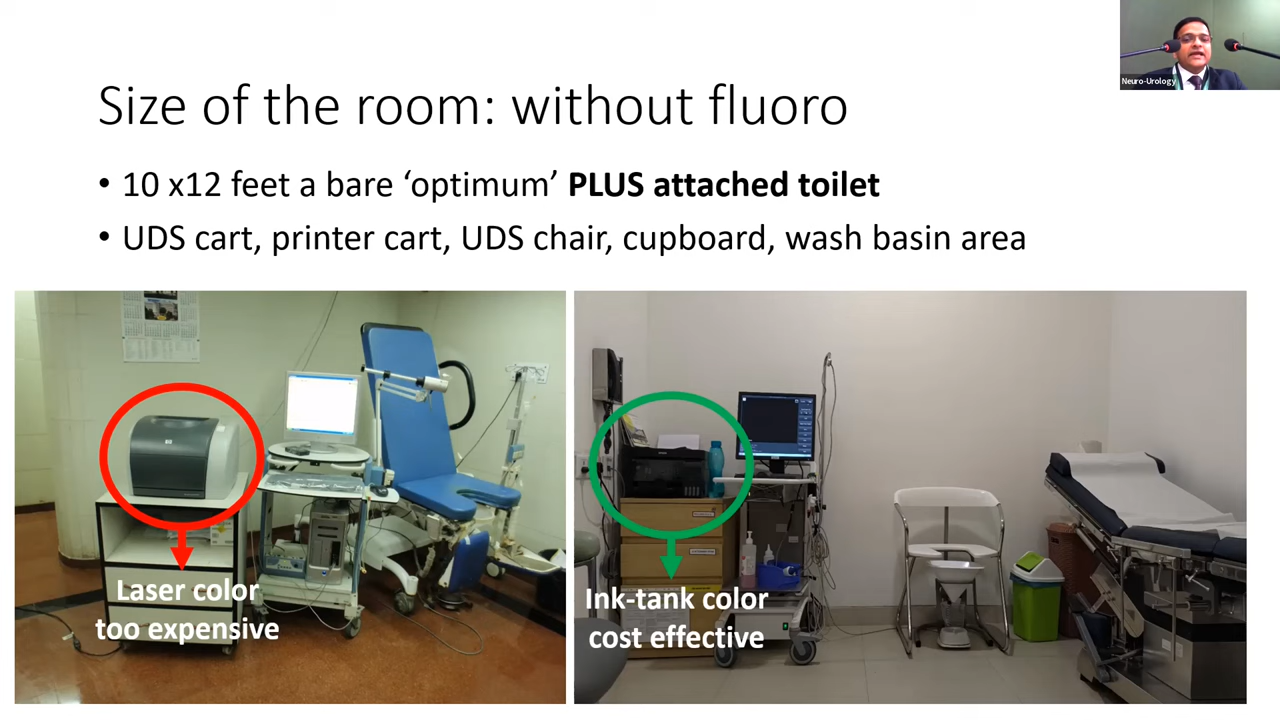 Neuro-Urology
Size of the room: without fluoro
• 10 x12 feet a bare ‘optimum’ PLUS attached toilet
• UDS cart, printer cart, UDS chair, cupboard, wash basin area
Laser color
too expensive
Ink-tank color
cost effective